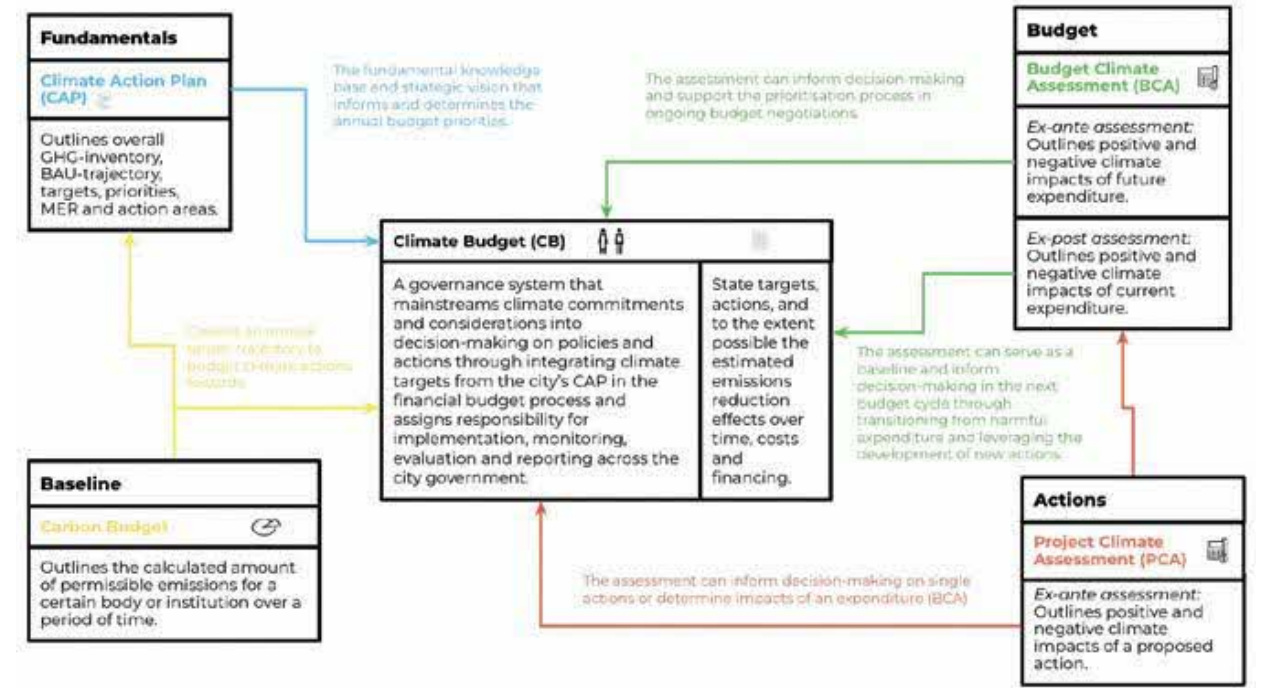 Fundamentals
Climate Action Plan
(CAP)
Outlines overall
GHG-inventory,
BAU-trajectory,
targets, priorities,
MER and action areas.
The fundamental knowledge
base and strategic vision that
informs and determines the
annual budget priorities.
The assessment can inform decision-making
and support the prioritisation process in
ongoing budget negotiations.
Budget
Budget Climate
Assessment (BCA)
Ex-ante assessment:
Outlines positive and
negative climate
impacts of future
expenditure.
Ex-post assessment:
Outlines positive and
negative climate
impacts of current
expenditure.
Climate Budget (CB)
A governance system that
mainstreams climate commitments
and considerations into
decision-making on policies and
actions through integrating climate
targets from the city's CAP in the
financial budget process and
assigns responsibility for
implementation, monitoring,
evaluation and reporting across the
city government.
State targets,
actions, and
to the extent
possible the
estimated
emissions
reduction
effects over
time, costs
and
financing.
target trajectory to
actions
towards
The assessment can serve as a
baseline and inform
decision-making in the next
budget cycle through
transitioning from harmful
expenditure and leveraging the
development of new actions.
Baseline
Carbon Budget
Outlines the calculated amount
of permissible emissions for a
certain body or institution over a
period of time.
The assessment can inform decision-making on single
actions or determine impacts of an expenditure (BCA)
Actions
Project Climate
Assessment (PCA)
Ex-ante assessment:
Outlines positive and
negative climate
impacts of a proposed
action.